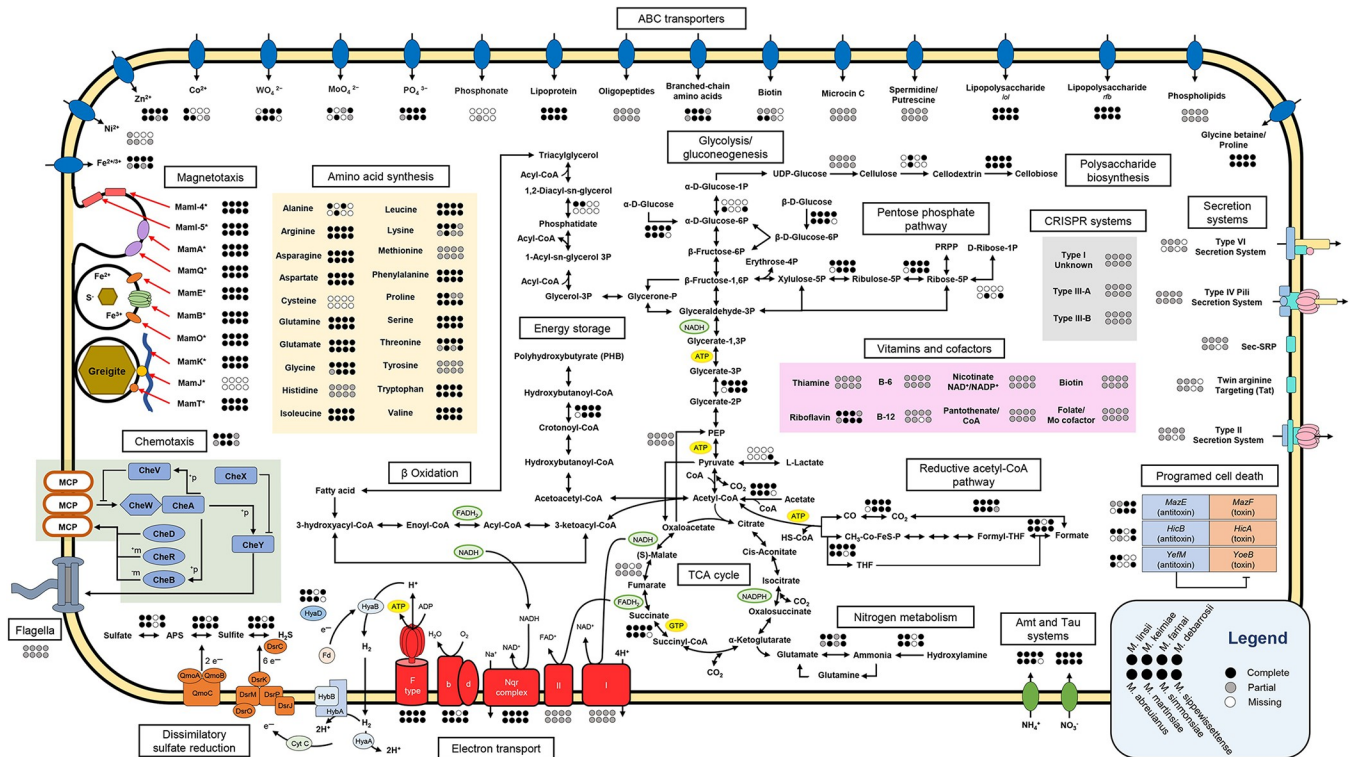 ABC transporters
Zn²⁺
Co²⁺
WO₄ ²⁻
MoO₄ ²⁻
PO₄ ³⁻
Phosphonate
Lipoprotein
Oligopeptides
Branched-chain
amino acids
Biotin
Microcin C
Spermidine/
Putrescine
Lipopolysaccharide
/ol
Lipopolysaccharide
rfb
Phospholipids
Glycine betaine/
Proline
Ni²⁺
Fe²⁺/³⁺
Magnetotaxis
MamI-4*
MamI-5*
MamA*
MamQ*
MamE*
MamB*
MamO*
MamK*
MamJ*
MamT*
Fe²⁺
S⁻
Fe³⁺
Greigite
Amino acid synthesis
Alanine
Arginine
Asparagine
Aspartate
Cysteine
Glutamine
Glutamate
Glycine
Histidine
Isoleucine
Leucine
Lysine
Methionine
Phenylalanine
Proline
Serine
Threonine
Tyrosine
Tryptophan
Valine
Triacylglycerol
Acyl-CoA
1,2-Diacyl-sn-glycerol
Phosphatidate
Acyl-CoA
1-Acyl-sn-glycerol 3P
Acyl-CoA
Glycerol-3P
Glycerone-P
Glycolysis/
gluconeogenesis
α-D-Glucose-1P
α-D-Glucose
α-D-Glucose-6P
β-D-Glucose
β-D-Glucose-6P
β-Fructose-6P
β-Fructose-1,6P
Glyceraldehyde-3P
NADH
Glycerate-1,3P
ATP
Glycerate-3P
Glycerate-2P
PEP
ATP
Pyruvate
L-Lactate
CoA
CO₂
Acetyl-CoA
UDP-Glucose
Cellulose
Cellodextrin
Cellobiose
Polysaccharide
biosynthesis
Pentose phosphate
pathway
Erythrose-4P
Xylulose-5P
Ribulose-5P
Ribose-5P
PRPP
D-Ribose-1P
CRISPR systems
Type I
Unknown
Type III-A
Type III-B
Secretion
systems
Type VI
Secretion System
Type IV Pili
Secretion System
Sec-SRP
Twin arginine
Targeting (Tat)
Type II
Secretion System
Energy storage
Polyhydroxybutyrate (PHB)
Hydroxybutanoyl-CoA
Crotonoyl-CoA
Hydroxybutanoyl-CoA
Acetoacetyl-CoA
Vitamins and cofactors
Thiamine
B-6
Nicotinate
NAD⁺/NADP⁺
Biotin
Riboflavin
B-12
Pantothenate/
CoA
Folate/
Mo cofactor
Chemotaxis
MCP
MCP
MCP
CheV
CheX
CheW
CheA
CheD
CheR
CheB
CheY
*p
*p
*m
*m
*p
Flagella
β Oxidation
Fatty acid
3-hydroxyacyl-CoA
Enoyl-CoA
FADH₂
Acyl-CoA
3-ketoacyl-CoA
NADH
Reductive acetyl-CoA
pathway
Acetate
CoA
ATP
HS-CoA
CO
CO₂
CH₃-Co-FeS-P
Formyl-THF
Formate
THF
TCA cycle
Oxaloacetate
Citrate
NADH
(S)-Malate
Cis-Aconitate
Fumarate
Isocitrate
FADH₂
NADPH
CO₂
Succinate
Oxalosuccinate
GTP
Succinyl-CoA
α-Ketoglutarate
CO₂
Nitrogen metabolism
Glutamate
Ammonia
Hydroxylamine
Glutamine
Programed cell death
MazE
(antitoxin)
MazF
(toxin)
HicB
(antitoxin)
HicA
(toxin)
YefM
(antitoxin)
YoeB
(toxin)
Amt and Tau
systems
NH₄⁺
NO₃⁻
Sulfate
APS
Sulfite
H₂S
QmoA
QmoB
QmoC
2 e⁻
6 e⁻
DsrC
DsrK
DsrM
DsrP
DsrJ
DsrO
Dissimilatory
sulfate reduction
HyaD
e⁻
Fd
HyaB
H₂
HybB
HybA
2H⁺
H₂
HyaA
2H⁺
Cyt C
e⁻
H⁺
ATP
ADP
F
type
H₂O
O₂
b
d
Na⁺
NAD⁺
NADH
Nqr
complex
FAD⁺
II
NAD⁺
4H⁺
I
Electron transport
Legend
M. linsii
M. keimiae
M. farinai
M. debarrosii
M. abreuianus
M. martinsiae
M. simmonsiae
M. sippewissettense
Complete
Partial
Missing